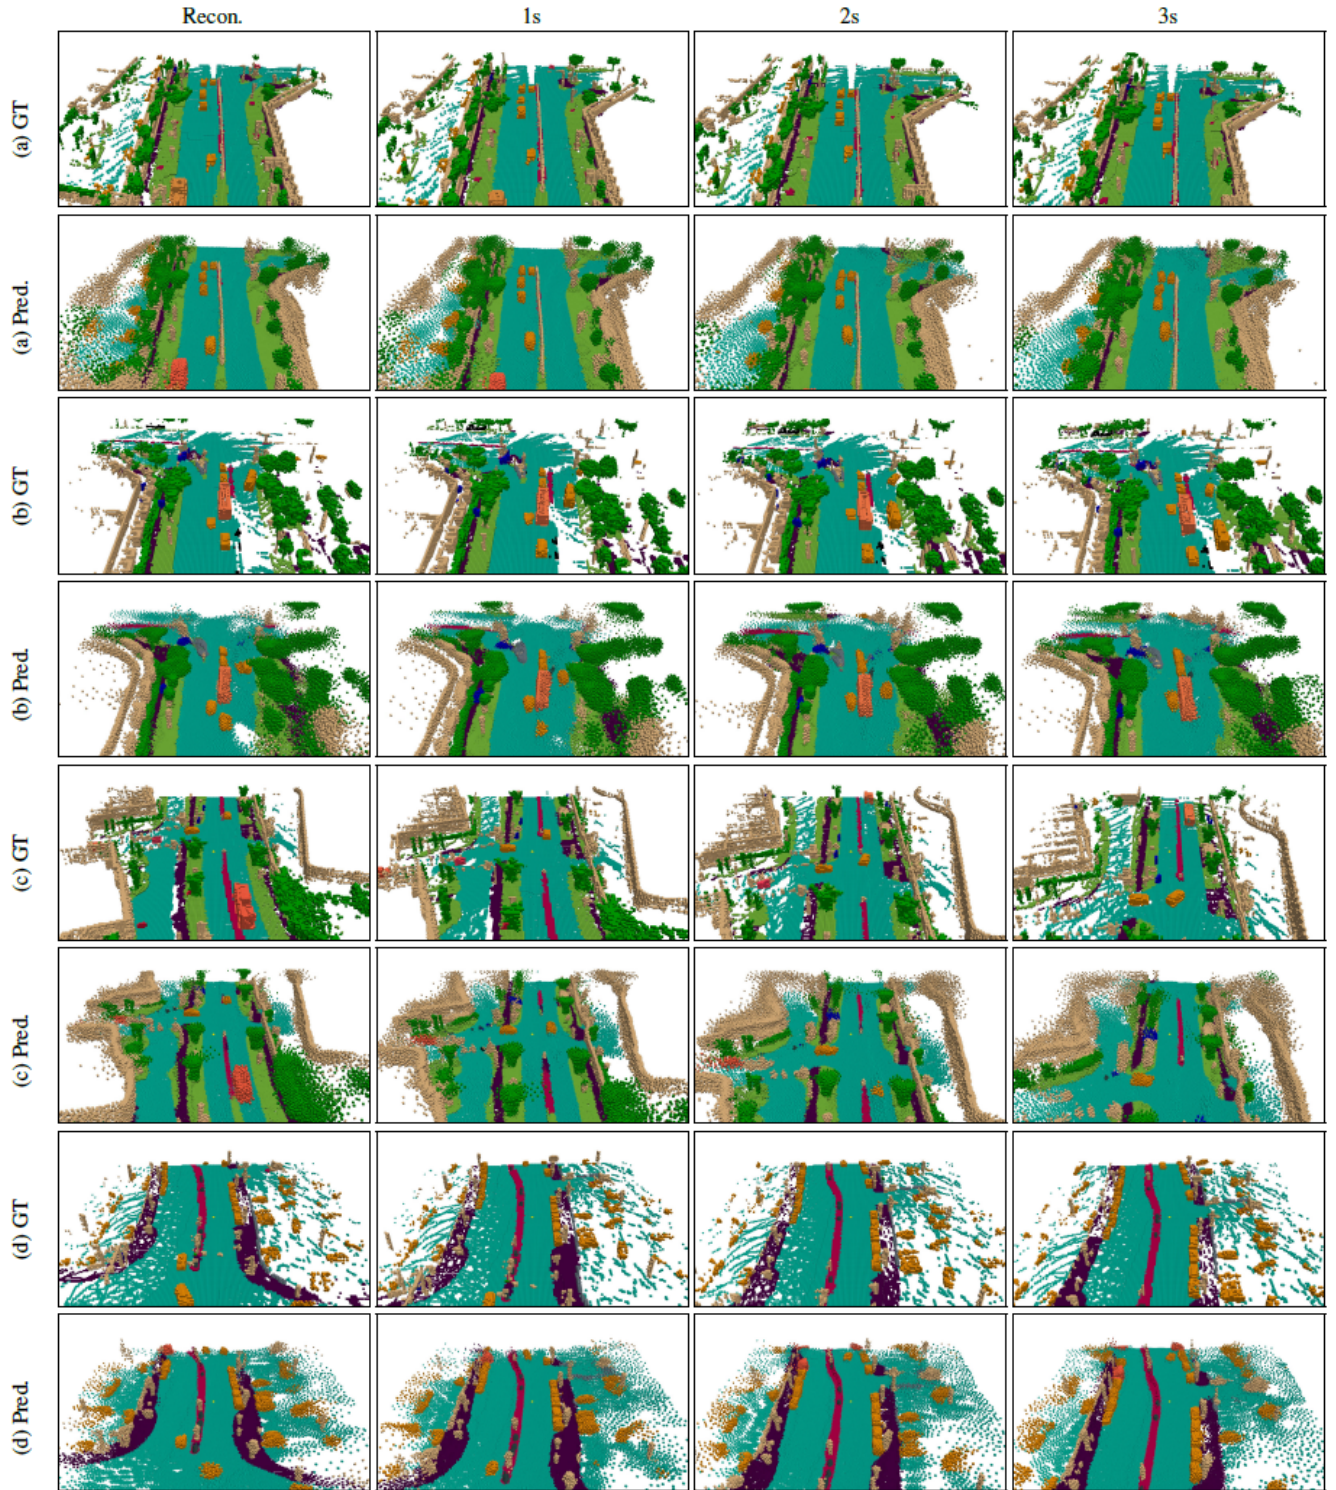 Recon. 1s 2s 3s
(a) GT
(a) Pred.
(b) GT
(b) Pred.
(c) GT
(c) Pred.
(d) GT
(d) Pred.